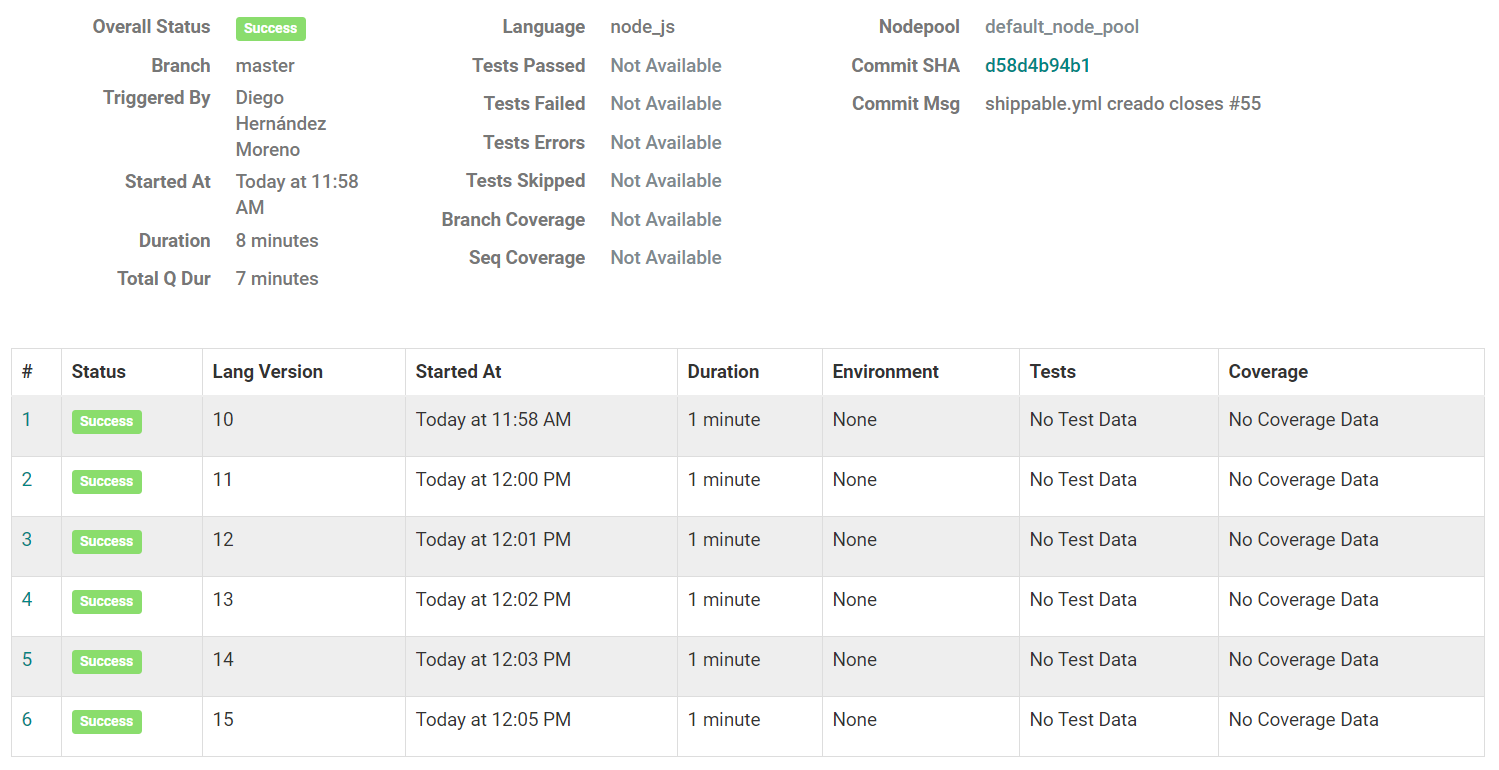 Overall Status Success
Branch master
Triggered By Diego
Hernández
Moreno
Started At Today at 11:58
AM
Duration 8 minutes
Total Q Dur 7 minutes
Language node_js
Tests Passed Not Available
Tests Failed Not Available
Tests Errors Not Available
Tests Skipped Not Available
Branch Coverage Not Available
Seq Coverage Not Available
Nodepool default_node_pool
Commit SHA d58d4b94b1
Commit Msg shippable.yml creado closes #55
# Status Lang Version Started At Duration Environment Tests Coverage
1 Success 10 Today at 11:58 AM 1 minute None No Test Data No Coverage Data
2 Success 11 Today at 12:00 PM 1 minute None No Test Data No Coverage Data
3 Success 12 Today at 12:01 PM 1 minute None No Test Data No Coverage Data
4 Success 13 Today at 12:02 PM 1 minute None No Test Data No Coverage Data
5 Success 14 Today at 12:03 PM 1 minute None No Test Data No Coverage Data
6 Success 15 Today at 12:05 PM 1 minute None No Test Data No Coverage Data